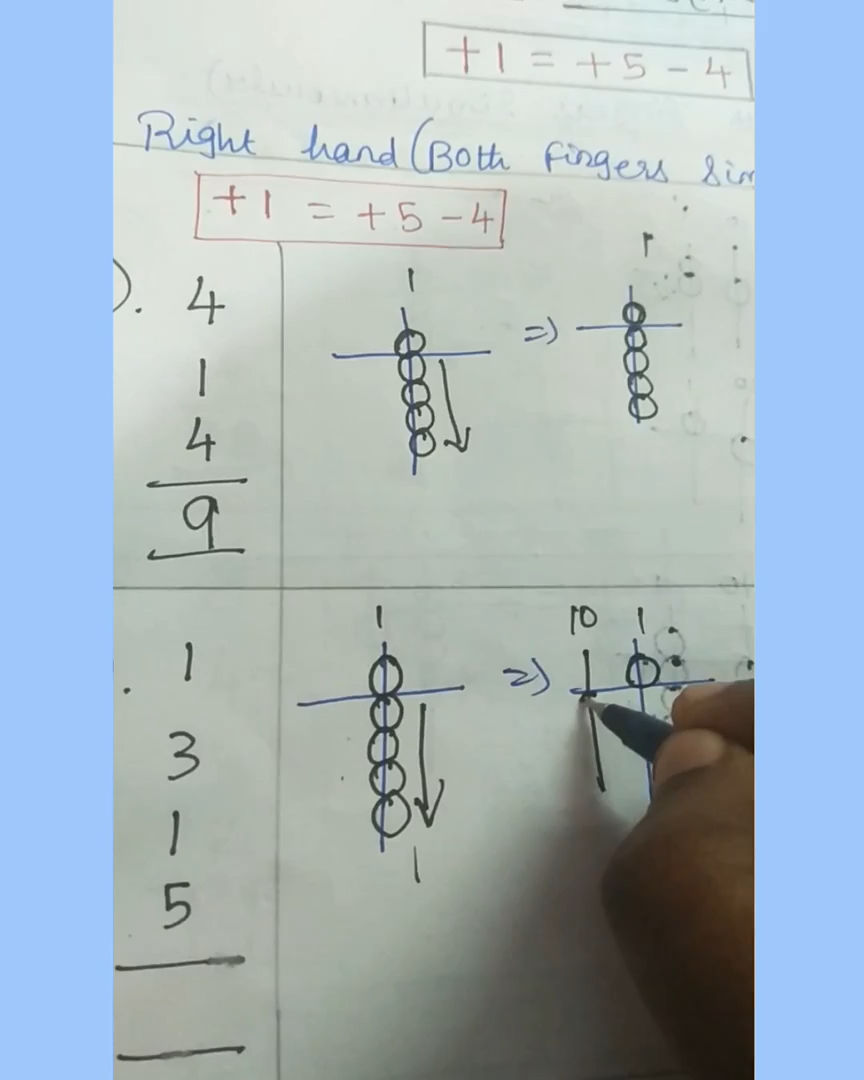 +1 = +5 - 4
Right hand (Both fingers
+1 = +5 - 4
). 4
1
4
9
1 => 1
. 1
3
1
5
1 => 10 1
1